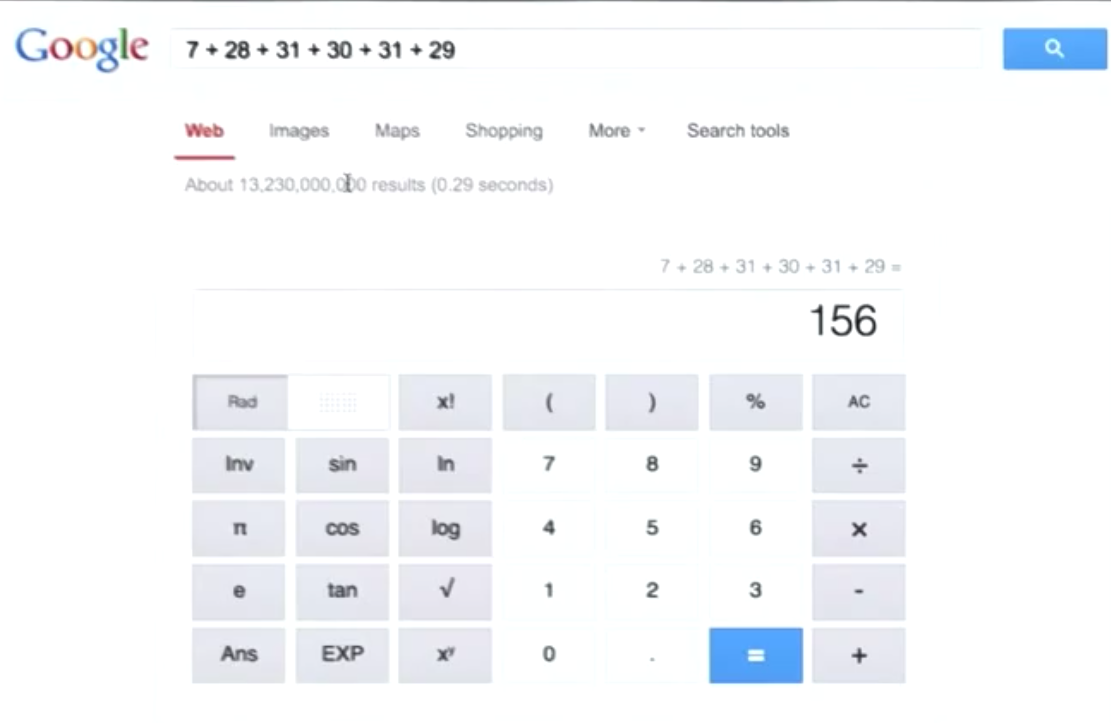 Google 7 + 28 + 31 + 30 + 31 + 29
Web Images Maps Shopping More Search tools
About 13,230,000,000 results (0.29 seconds)
7 + 28 + 31 + 30 + 31 + 29 =
156
Rad x! ( ) % AC
Inv sin ln 7 8 9 ÷
π cos log 4 5 6 ×
e tan √ 1 2 3 -
Ans EXP xʸ 0 . = +